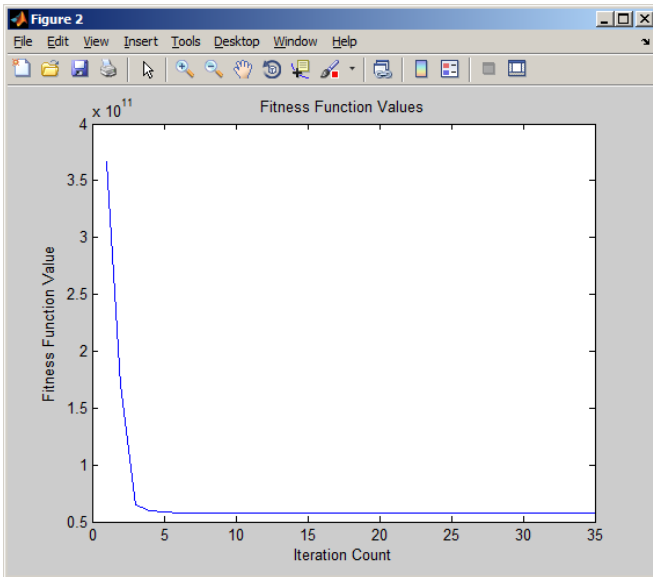 Figure 2
File Edit View Insert Tools Desktop Window Help
x 10^11
Fitness Function Values
4
3.5
3
2.5
2
1.5
1
0.5
Fitness Function Value
0 5 10 15 20 25 30 35
Iteration Count